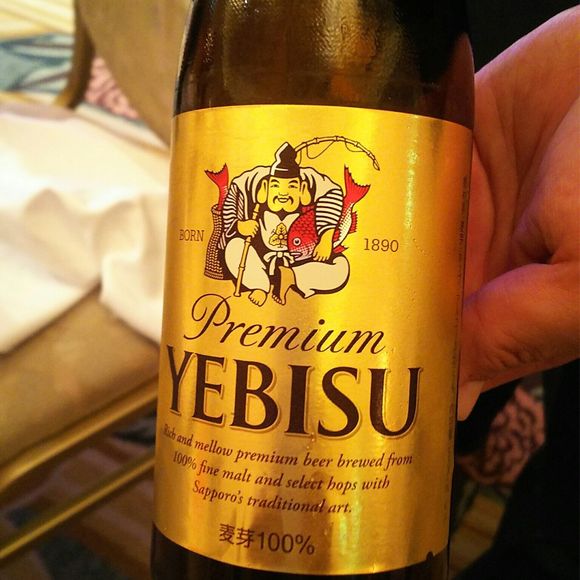 BORN 1890
Premium
YEBISU
Rich and mellow premium beer brewed from
100% fine malt and select hops with
Sapporo's traditional art.
麦芽100%